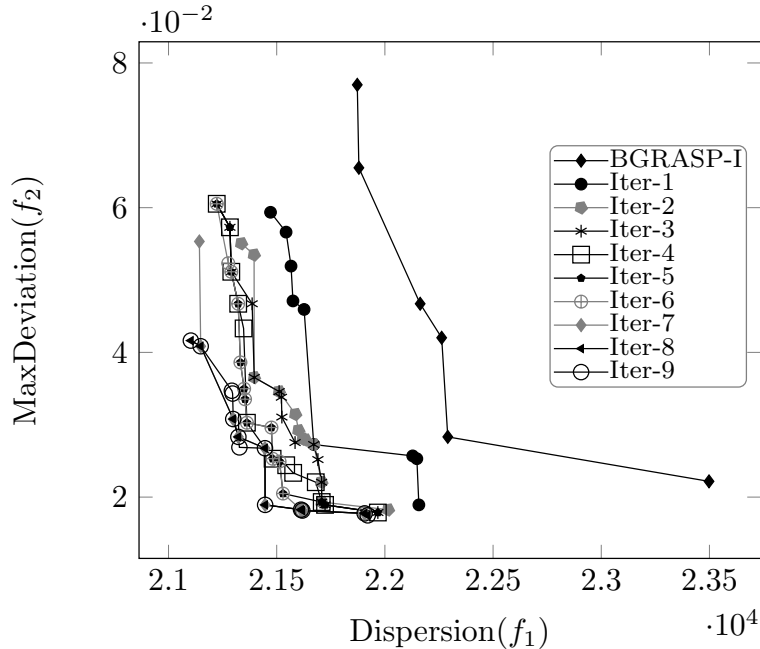 ·10⁻²
8
6
4
2
MaxDeviation(f₂)
BGRASP-I
Iter-1
Iter-2
Iter-3
Iter-4
Iter-5
Iter-6
Iter-7
Iter-8
Iter-9
2.1 2.15 2.2 2.25 2.3 2.35
·10⁴
Dispersion(f₁)